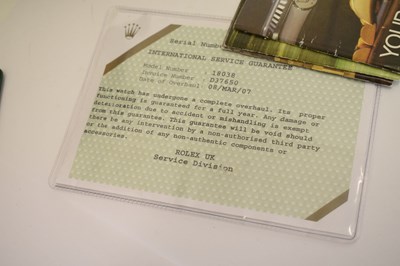 Serial Numb
INTERNATIONAL SERVICE GUARANTEE
Model Number 18038
Invoice Number D37650
Date of Overhaul 08/MAR/07
This watch has undergone a complete overhaul. Its proper
functioning is guaranteed for a full year. Any damage or
deterioration due to accident or mishandling is exempt
from this guarantee. This guarantee will be void should
there be any intervention by a non-authorised third party
or the addition of any non-authentic components or
accessories.
ROLEX UK
Service Division
YOUR